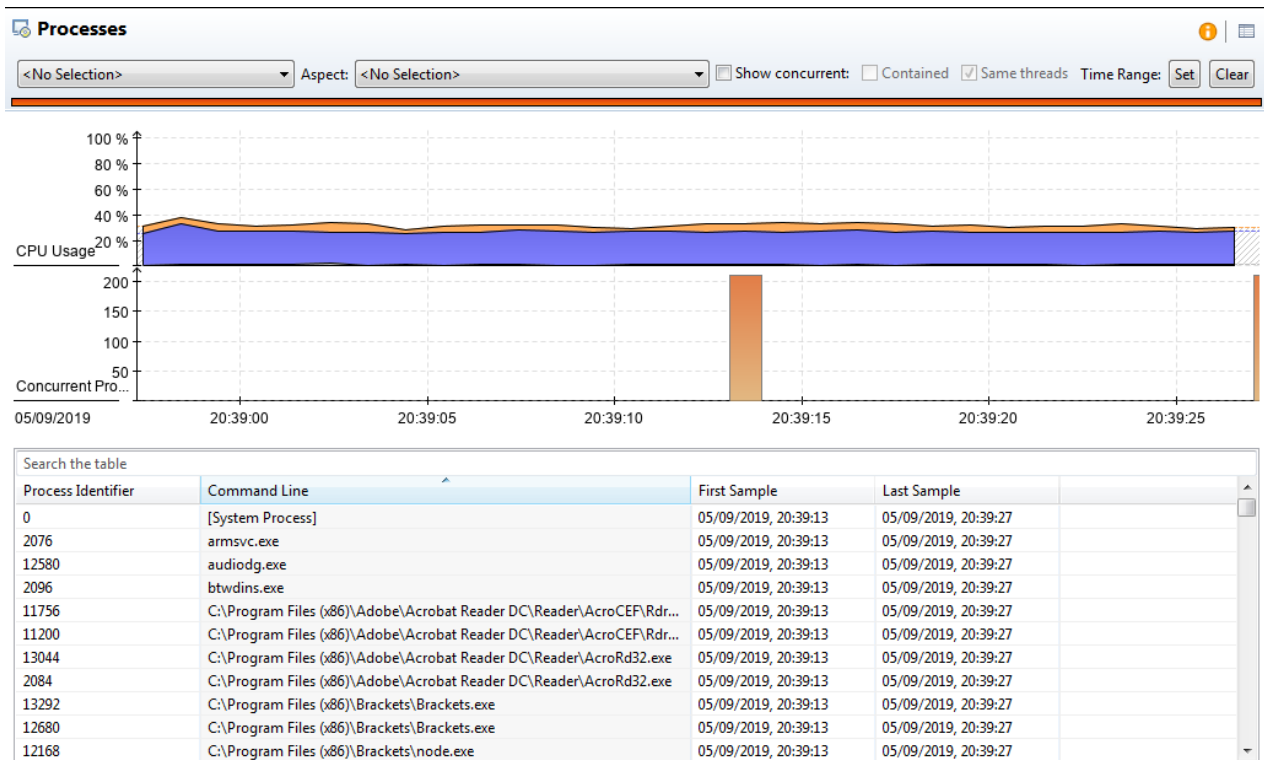 Processes
<No Selection> Aspect: <No Selection> Show concurrent: Contained Same threads Time Range: Set Clear
100 %
80 %
60 %
40 %
20 %
CPU Usage
200
150
100
50
Concurrent Pro...
05/09/2019 20:39:00 20:39:05 20:39:10 20:39:15 20:39:20 20:39:25
Search the table
Process Identifier Command Line First Sample Last Sample
0 [System Process] 05/09/2019, 20:39:13 05/09/2019, 20:39:27
2076 armsvc.exe 05/09/2019, 20:39:13 05/09/2019, 20:39:27
12580 audiodg.exe 05/09/2019, 20:39:13 05/09/2019, 20:39:27
2096 btwdins.exe 05/09/2019, 20:39:13 05/09/2019, 20:39:27
11756 C:\Program Files (x86)\Adobe\Acrobat Reader DC\Reader\AcroCEF\Rdr... 05/09/2019, 20:39:13 05/09/2019, 20:39:27
11200 C:\Program Files (x86)\Adobe\Acrobat Reader DC\Reader\AcroCEF\Rdr... 05/09/2019, 20:39:13 05/09/2019, 20:39:27
13044 C:\Program Files (x86)\Adobe\Acrobat Reader DC\Reader\AcroRd32.exe 05/09/2019, 20:39:13 05/09/2019, 20:39:27
2084 C:\Program Files (x86)\Adobe\Acrobat Reader DC\Reader\AcroRd32.exe 05/09/2019, 20:39:13 05/09/2019, 20:39:27
13292 C:\Program Files (x86)\Brackets\Brackets.exe 05/09/2019, 20:39:13 05/09/2019, 20:39:27
12680 C:\Program Files (x86)\Brackets\Brackets.exe 05/09/2019, 20:39:13 05/09/2019, 20:39:27
12168 C:\Program Files (x86)\Brackets\node.exe 05/09/2019, 20:39:13 05/09/2019, 20:39:27